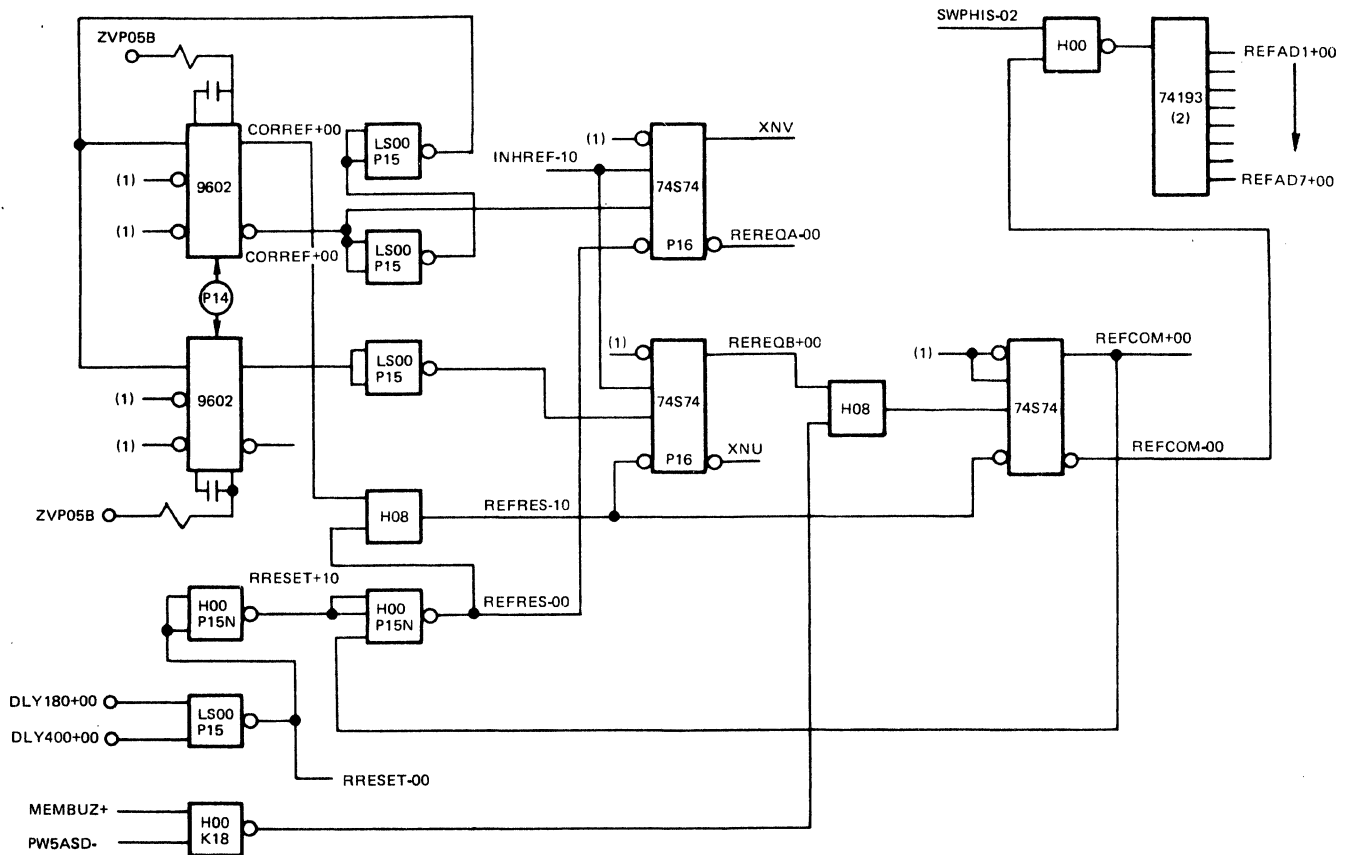 SWPHIS-02
H00
ZVP05B
REFAD1+00
74193
(2)
REFAD7+00
CORREF+00
LS00
P15
(1)
XNV
INHREF-10
(1)
9602
74S74
(1)
CORREF+00
LS00
P15
P16
REREQA-00
P14
(1)
REREQB+00
(1)
REFCOM+00
LS00
P15
(1)
9602
74S74
H08
74S74
(1)
P16
XNU
REFCOM-00
ZVP05B
H08
REFRES-10
RRESET+10
H00
P15N
H00
P15N
REFRES-00
DLY180+00
LS00
P15
DLY400+00
RRESET-00
MEMBUZ+
H00
K18
PW5ASD-